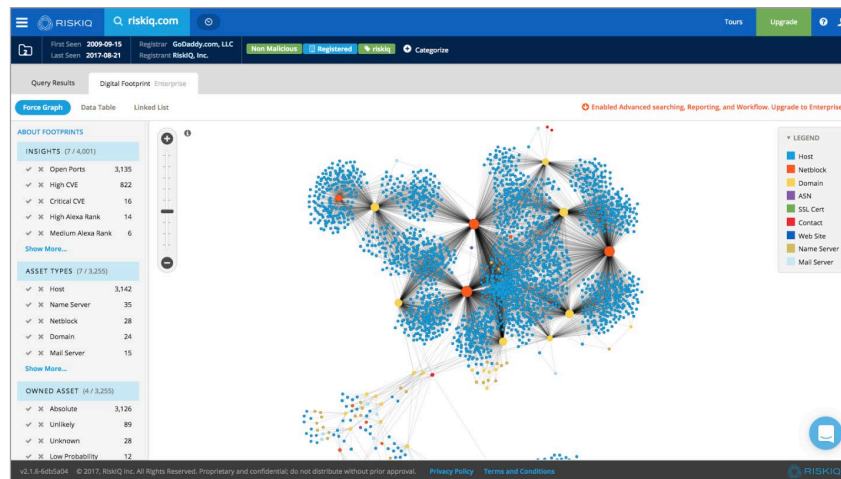 RISKIQ
riskiq.com
Tours
Upgrade
First Seen 2009-09-15
Last Seen 2017-08-21
Registrar GoDaddy.com, LLC
Registrant RiskIQ, Inc.
Non Malicious
Registered
riskiq
Categorize
Query Results
Digital Footprint Enterprise
Force Graph
Data Table
Linked List
Enabled Advanced searching, Reporting, and Workflow. Upgrade to Enterprise
ABOUT FOOTPRINTS
INSIGHTS (7 / 4,001)
Open Ports 3,135
High CVE 822
Critical CVE 16
High Alexa Rank 14
Medium Alexa Rank 6
Show More...
ASSET TYPES (7 / 3,255)
Host 3,142
Name Server 35
Netblock 28
Domain 24
Mail Server 15
Show More...
OWNED ASSET (4 / 3,255)
Absolute 3,126
Unlikely 89
Unknown 28
Low Probability 12
LEGEND
Host
Netblock
Domain
ASN
SSL Cert
Contact
Web Site
Name Server
Mail Server
v2.1.6-6db5a04 © 2017, RiskIQ Inc. All Rights Reserved. Proprietary and confidential; do not distribute without prior approval. Privacy Policy Terms and Conditions
RISKIQ